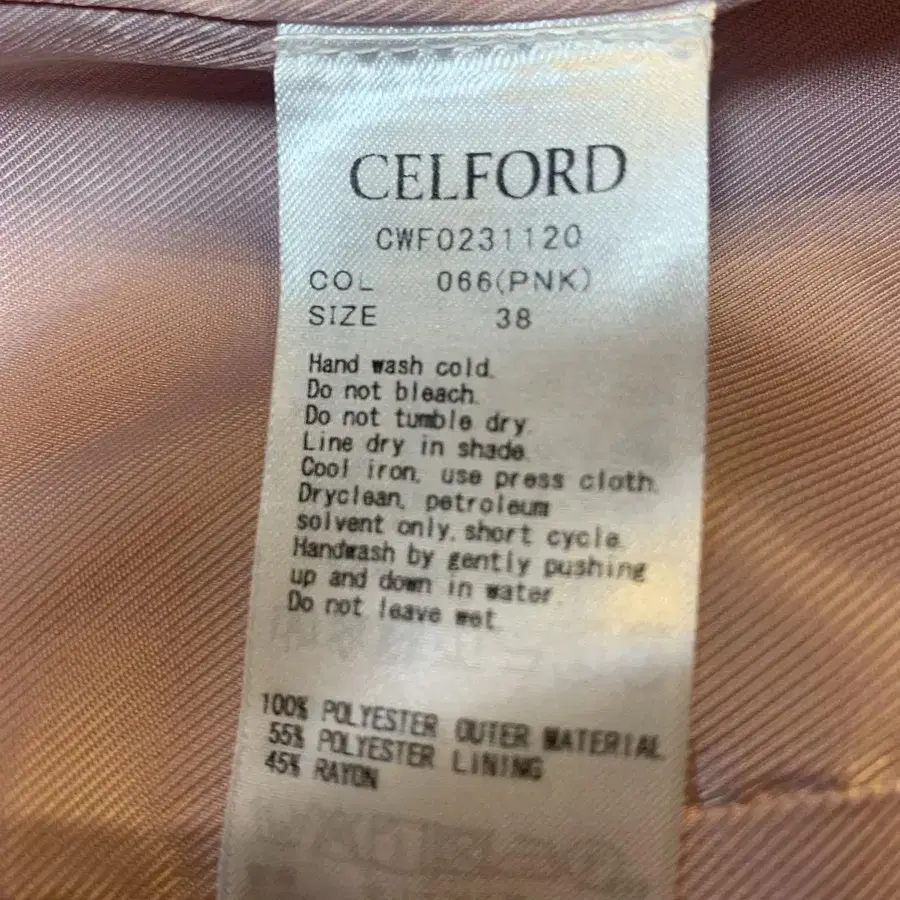 CELFORD
CWF0231120
COL 066(PNK)
SIZE 38
Hand wash cold.
Do not bleach.
Do not tumble dry.
Line dry in shade.
Cool iron, use press cloth.
Dryclean, petroleum
solvent only, short cycle.
Handwash by gently pushing
up and down in water.
Do not leave wet.
100% POLYESTER OUTER MATERIAL
55% POLYESTER LINING
45% RAYON